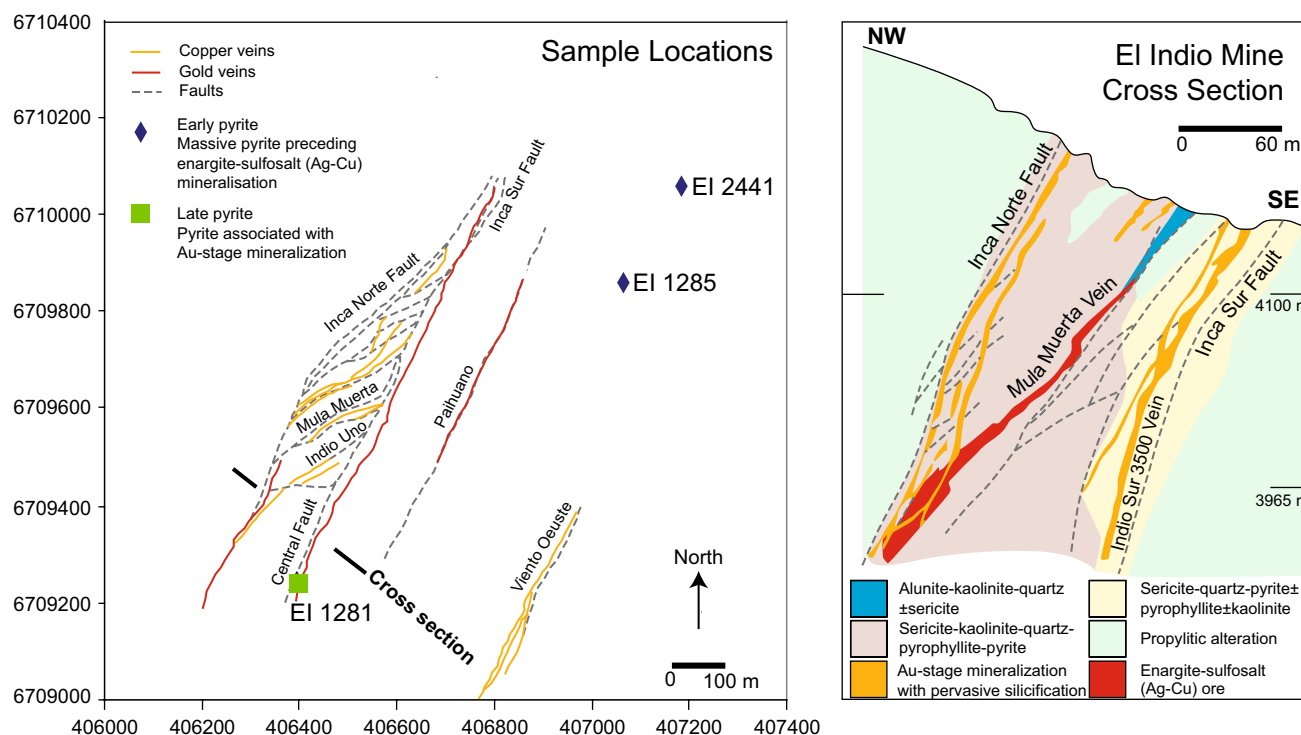 Sample Locations
6710400
6710200
6710000
6709800
6709600
6709400
6709200
6709000
406000
406200
406400
406600
406800
407000
407200
407400
Copper veins
Gold veins
Faults
Early pyrite
Massive pyrite preceding
enargite-sulfosalt (Ag-Cu)
mineralisation
Late pyrite
Pyrite associated with
Au-stage mineralization
Inca Sur Fault
EI 2441
EI 1285
Inca Norte Fault
Mula Muerta
Indio Uno
Paihuano
Central Fault
EI 1281
Cross section
Viento Oeuste
North
0 100 m
El Indio Mine
Cross Section
NW
0 60 m
SE
Inca Norte Fault
Mula Muerta Vein
Inca Sur Fault
Indio Sur 3500 Vein
4100 m
3965 m
Alunite-kaolinite-quartz
±sericite
Sericite-kaolinite-quartz-
pyrophyllite-pyrite
Au-stage mineralization
with pervasive silicification
Sericite-quartz-pyrite±
pyrophyllite±kaolinite
Propylitic alteration
Enargite-sulfosalt
(Ag-Cu) ore